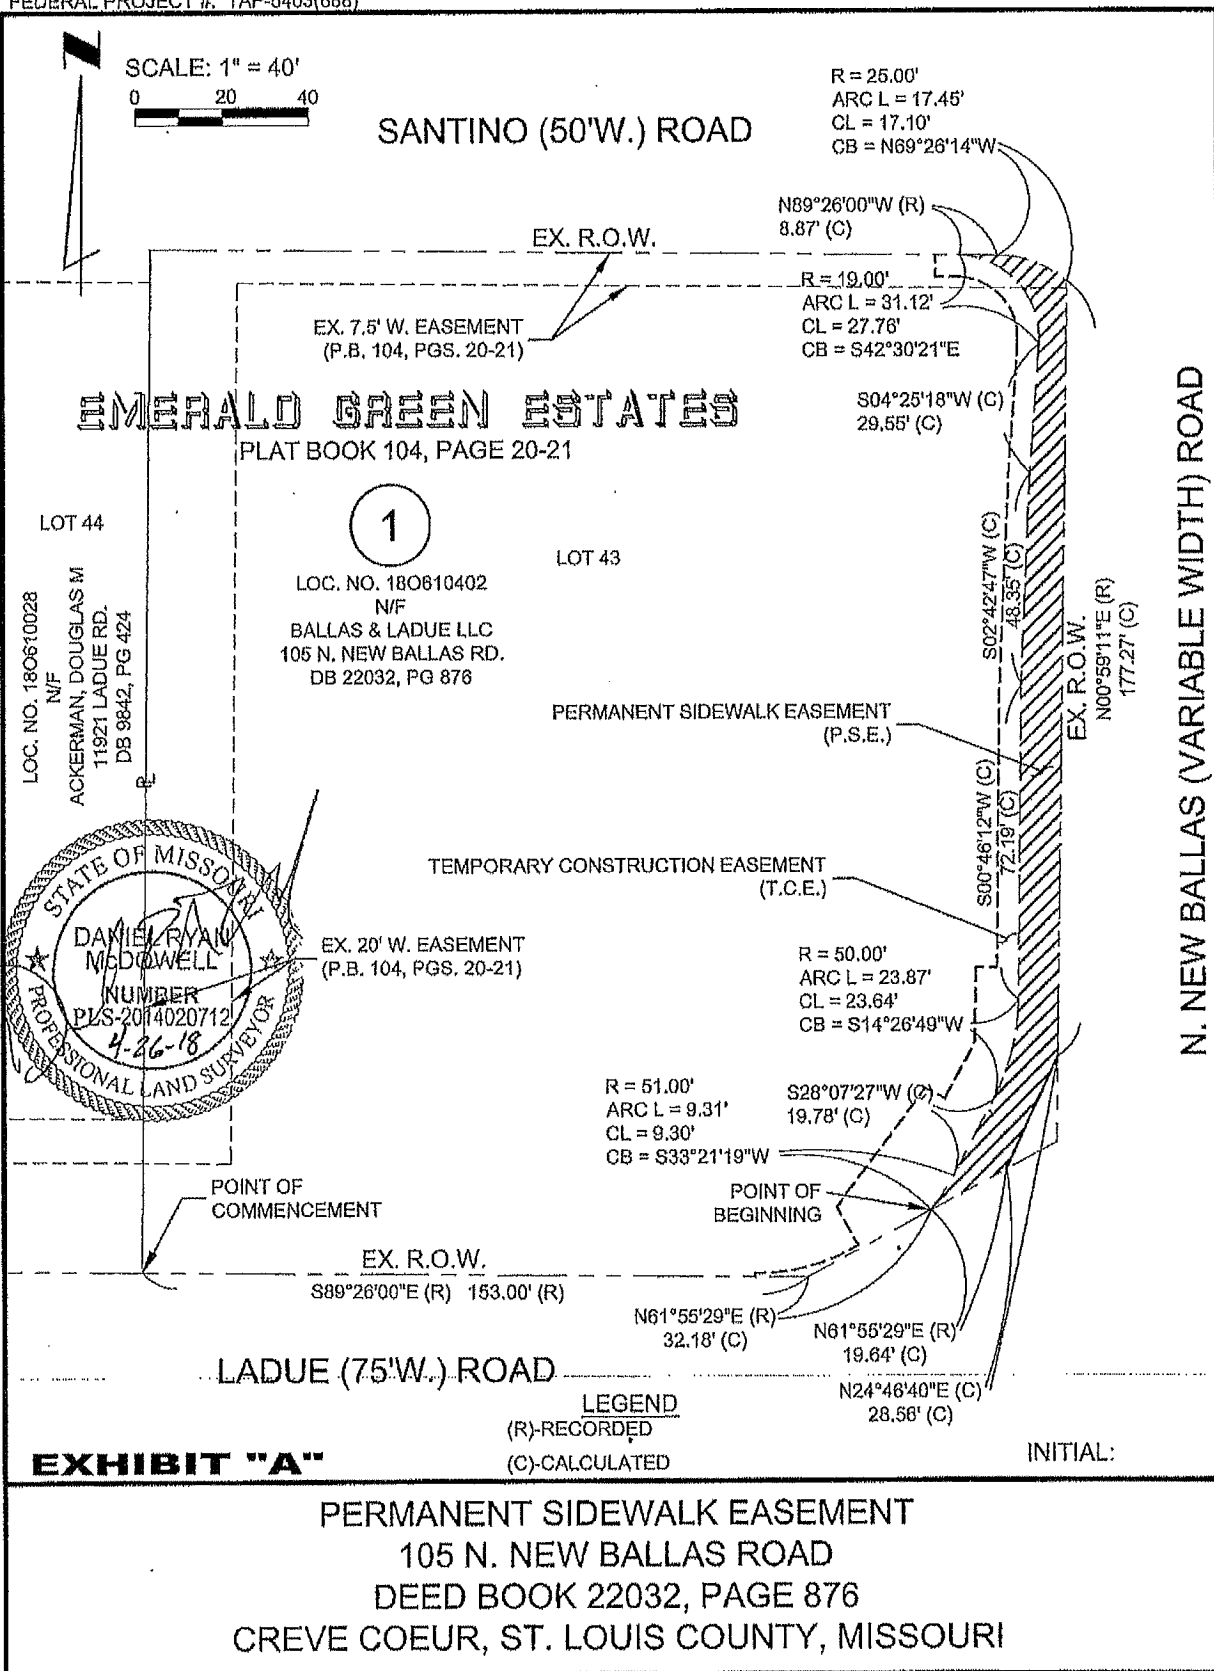 FEDERAL PROJECT #: TAP-5403(688)
SCALE: 1" = 40'
0 20 40
SANTINO (50'W.) ROAD
R = 25.00'
ARC L = 17.45'
CL = 17.10'
CB = N69°26'14"W
N89°26'00"W (R)
8.87' (C)
EX. R.O.W.
R = 19.00'
ARC L = 31.12'
CL = 27.76'
CB = S42°30'21"E
EX. 7.5' W. EASEMENT
(P.B. 104, PGS. 20-21)
EMERALD GREEN ESTATES
PLAT BOOK 104, PAGE 20-21
S04°25'18"W (C)
29.55' (C)
LOT 44
1
LOT 43
LOC. NO. 18O610402
N/F
BALLAS & LADUE LLC
105 N. NEW BALLAS RD.
DB 22032, PG 876
LOC. NO. 18O610028
N/F
ACKERMAN, DOUGLAS M
11921 LADUE RD.
DB 9842, PG 424
S02°42'47"W (C)
48.35' (C)
EX. R.O.W.
N00°59'11"E (R)
177.27' (C)
N. NEW BALLAS (VARIABLE WIDTH) ROAD
PERMANENT SIDEWALK EASEMENT
(P.S.E.)
S00°46'12"W (C)
72.19' (C)
TEMPORARY CONSTRUCTION EASEMENT
(T.C.E.)
STATE OF MISSOURI
DANIEL RYAN
McDOWELL
NUMBER
PLS-2014020712
4-26-18
PROFESSIONAL LAND SURVEYOR
EX. 20' W. EASEMENT
(P.B. 104, PGS. 20-21)
R = 50.00'
ARC L = 23.87'
CL = 23.64'
CB = S14°26'49"W
R = 51.00'
ARC L = 9.31'
CL = 9.30'
CB = S33°21'19"W
S28°07'27"W (C)
19.78' (C)
POINT OF
COMMENCEMENT
POINT OF
BEGINNING
EX. R.O.W.
S89°26'00"E (R) 153.00' (R)
N61°55'29"E (R)
32.18' (C)
N61°55'29"E (R)
19.64' (C)
N24°46'40"E (C)
28.56' (C)
LADUE (75'W.) ROAD
LEGEND
(R)-RECORDED
(C)-CALCULATED
EXHIBIT "A"
INITIAL:
PERMANENT SIDEWALK EASEMENT
105 N. NEW BALLAS ROAD
DEED BOOK 22032, PAGE 876
CREVE COEUR, ST. LOUIS COUNTY, MISSOURI